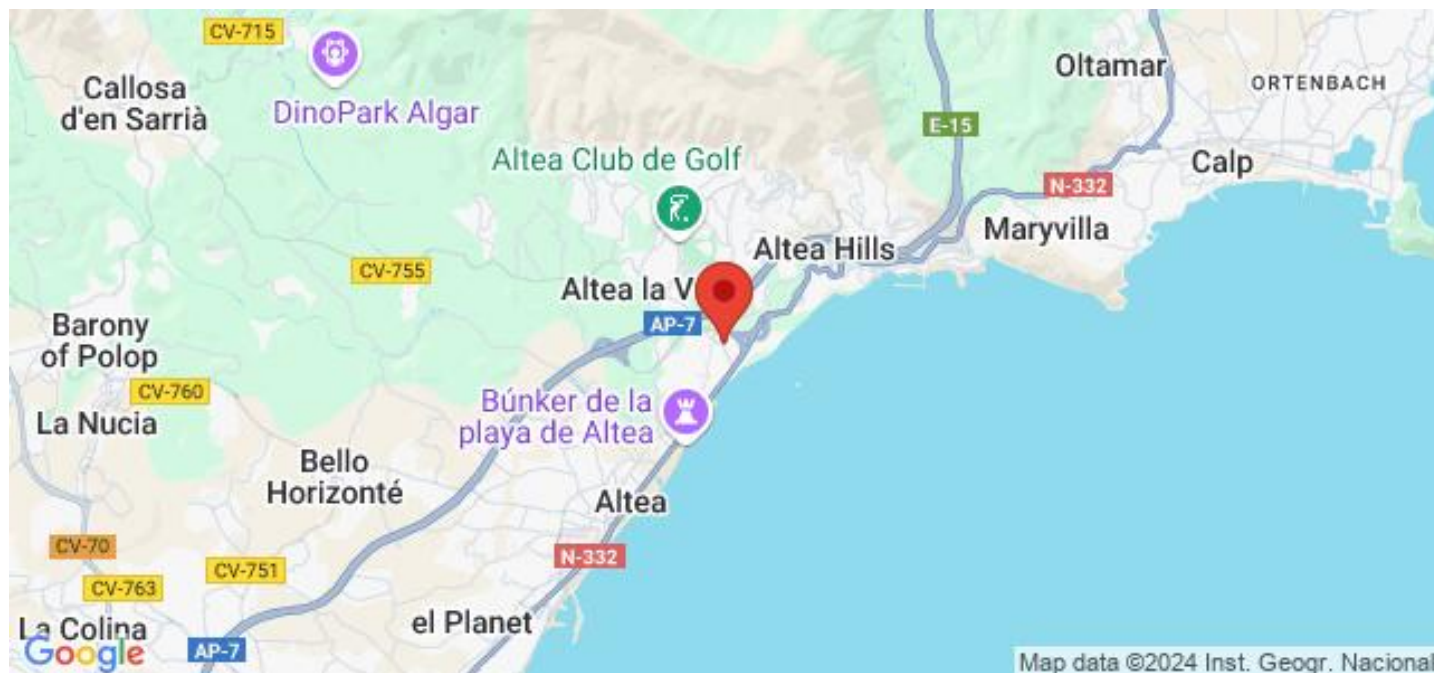 CV-715
DinoPark Algar
Callosa
d'en Sarrià
Oltamar
ORTENBACH
E-15
Altea Club de Golf
Calp
N-332
Maryvilla
Altea Hills
CV-755
Altea la V
AP-7
Barony
of Polop
CV-760
La Nucia
Búnker de la
playa de Altea
Bello
Horizonté
Altea
CV-70
N-332
CV-751
CV-763
el Planet
La Colina
Google
AP-7
Map data ©2024 Inst. Geogr. Nacional